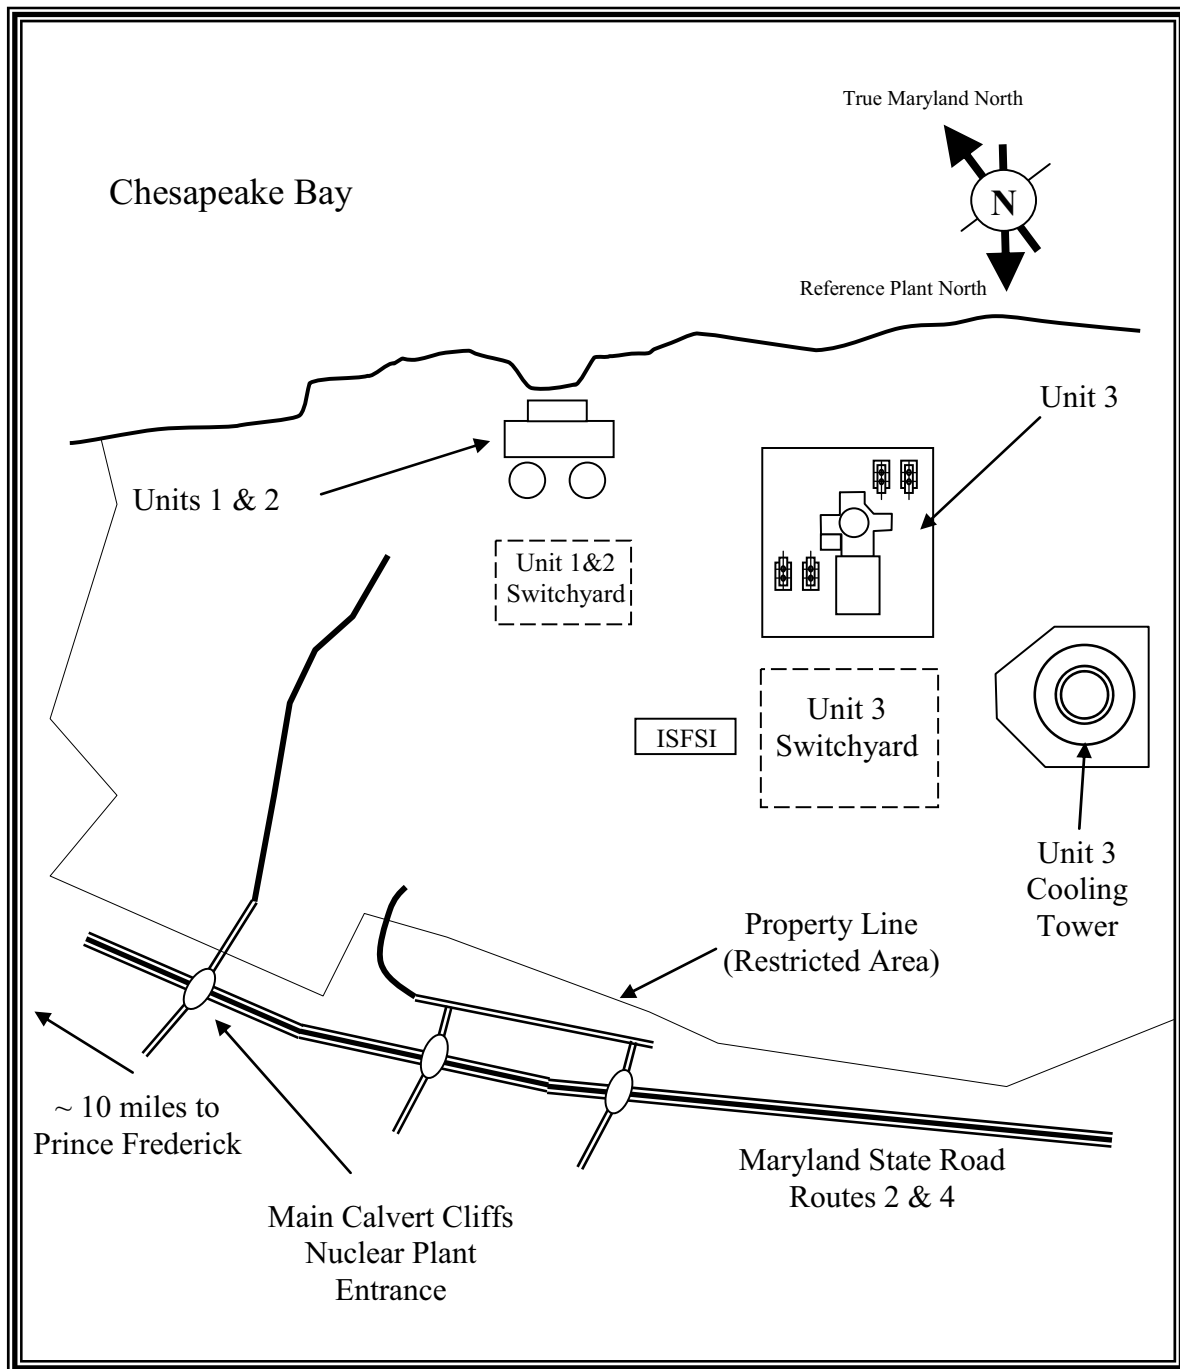 True Maryland North
Chesapeake Bay
N
Reference Plant North
Unit 3
Units 1 & 2
Unit 1&2
Switchyard
Unit 3
Switchyard
ISFSI
Unit 3
Cooling
Tower
Property Line
(Restricted Area)
~ 10 miles to
Prince Frederick
Maryland State Road
Routes 2 & 4
Main Calvert Cliffs
Nuclear Plant
Entrance